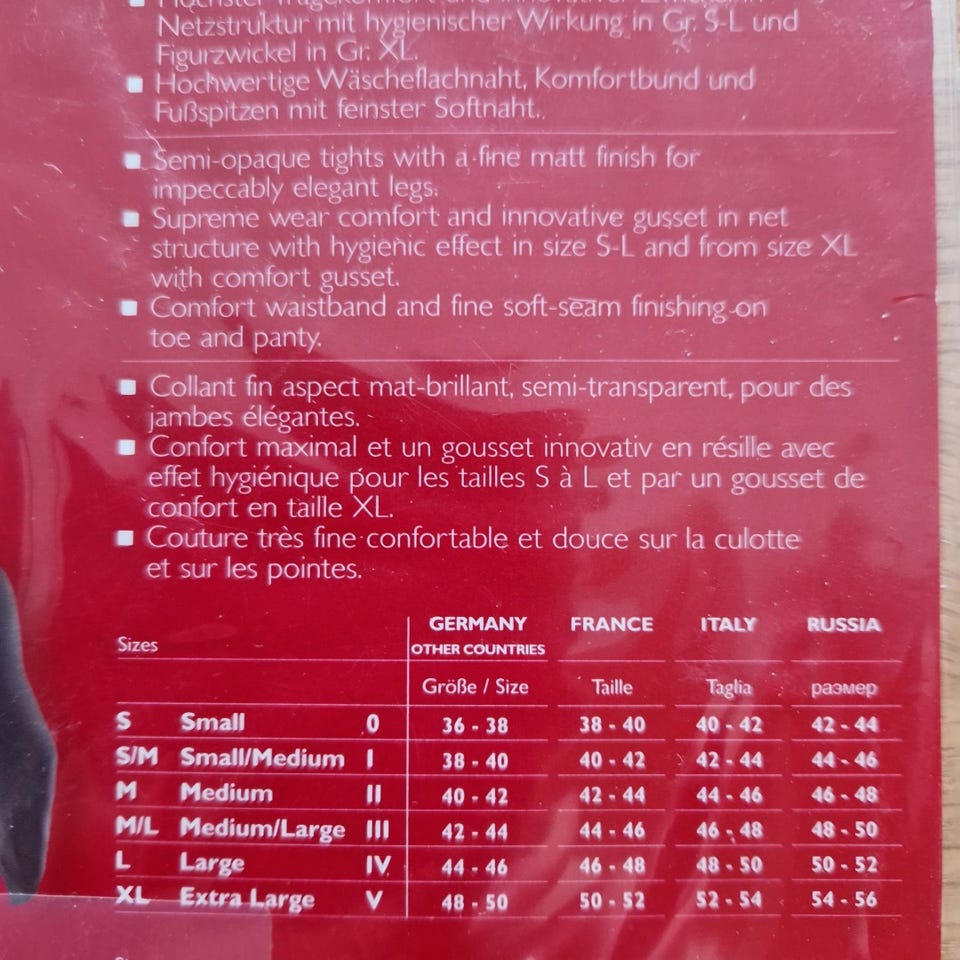 Höchster Tragekomfort und innovativer Zwickel in
Netzstruktur mit hygienischer Wirkung in Gr. S-L und
Figurzwickel in Gr. XL.
Hochwertige Wäscheflachnaht, Komfortbund und
Fußspitzen mit feinster Softnaht.
Semi-opaque tights with a fine matt finish for
impeccably elegant legs.
Supreme wear comfort and innovative gusset in net
structure with hygienic effect in size S-L and from size XL
with comfort gusset.
Comfort waistband and fine soft-seam finishing on
toe and panty.
Collant fin aspect mat-brillant, semi-transparent, pour des
jambes élégantes.
Confort maximal et un gousset innovativ en résille avec
effet hygiénique pour les tailles S à L et par un gousset de
confort en taille XL.
Couture très fine confortable et douce sur la culotte
et sur les pointes.
Sizes GERMANY OTHER COUNTRIES FRANCE ITALY RUSSIA
Größe / Size Taille Taglia размер
S Small 0 36 - 38 38 - 40 40 - 42 42 - 44
S/M Small/Medium I 38 - 40 40 - 42 42 - 44 44 - 46
M Medium II 40 - 42 42 - 44 44 - 46 46 - 48
M/L Medium/Large III 42 - 44 44 - 46 46 - 48 48 - 50
L Large IV 44 - 46 46 - 48 48 - 50 50 - 52
XL Extra Large V 48 - 50 50 - 52 52 - 54 54 - 56